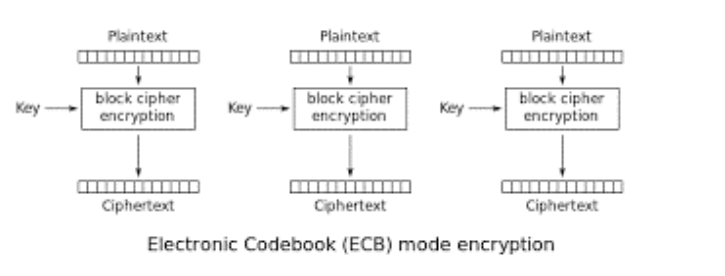 Plaintext Plaintext Plaintext
Key block cipher encryption Key block cipher encryption Key block cipher encryption
Ciphertext Ciphertext Ciphertext
Electronic Codebook (ECB) mode encryption